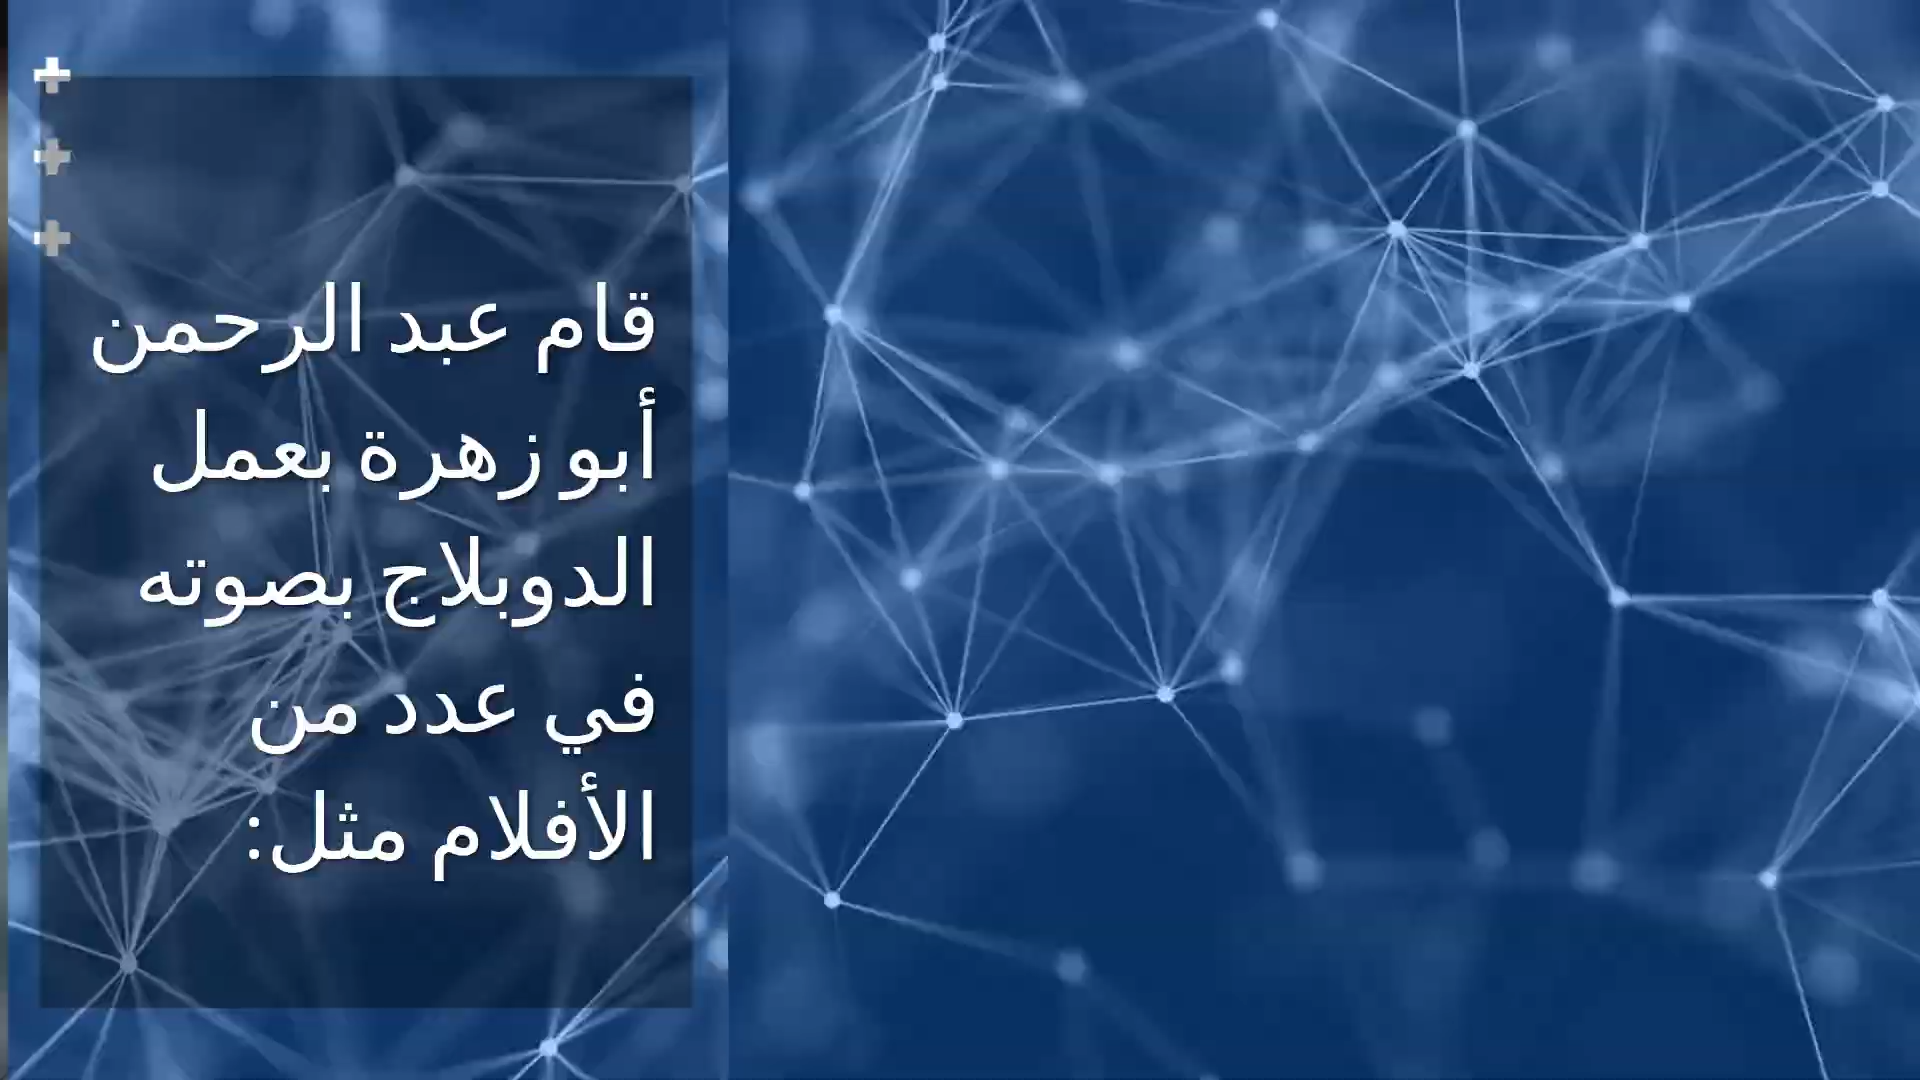 قام عبد الرحمن
أبو زهرة بعمل
الدوبلاج بصوته
في عدد من
الأفلام مثل: